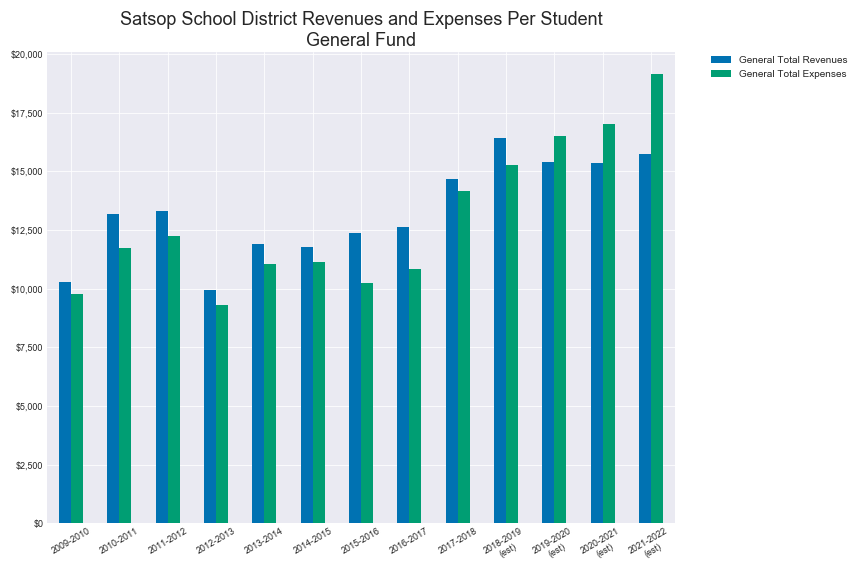 Satsop School District Revenues and Expenses Per Student
General Fund
General Total Revenues
General Total Expenses
$20,000
$17,500
$15,000
$12,500
$10,000
$7,500
$5,000
$2,500
$0
2009-2010
2010-2011
2011-2012
2012-2013
2013-2014
2014-2015
2015-2016
2016-2017
2017-2018
2018-2019
(est)
2019-2020
(est)
2020-2021
(est)
2021-2022
(est)